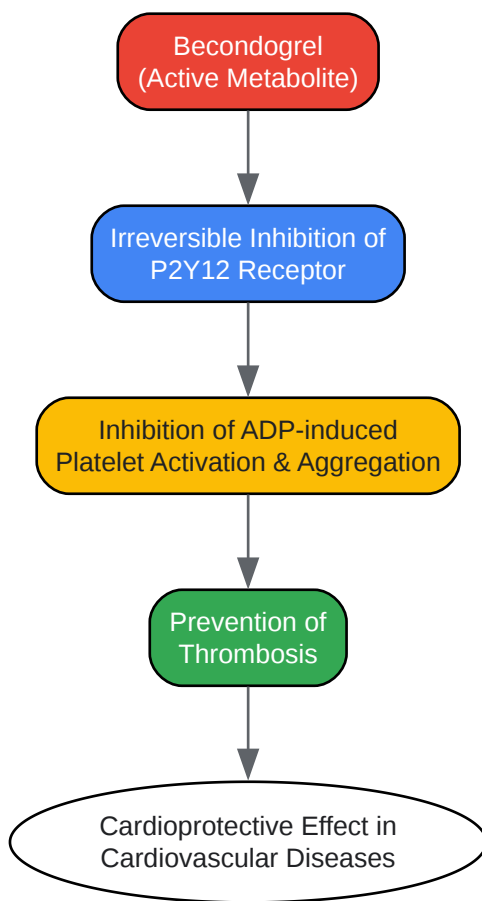 Becondogrel
(Active Metabolite)
Irreversible Inhibition of
P2Y12 Receptor
Inhibition of ADP-induced
Platelet Activation & Aggregation
Prevention of
Thrombosis
Cardioprotective Effect in
Cardiovascular Diseases